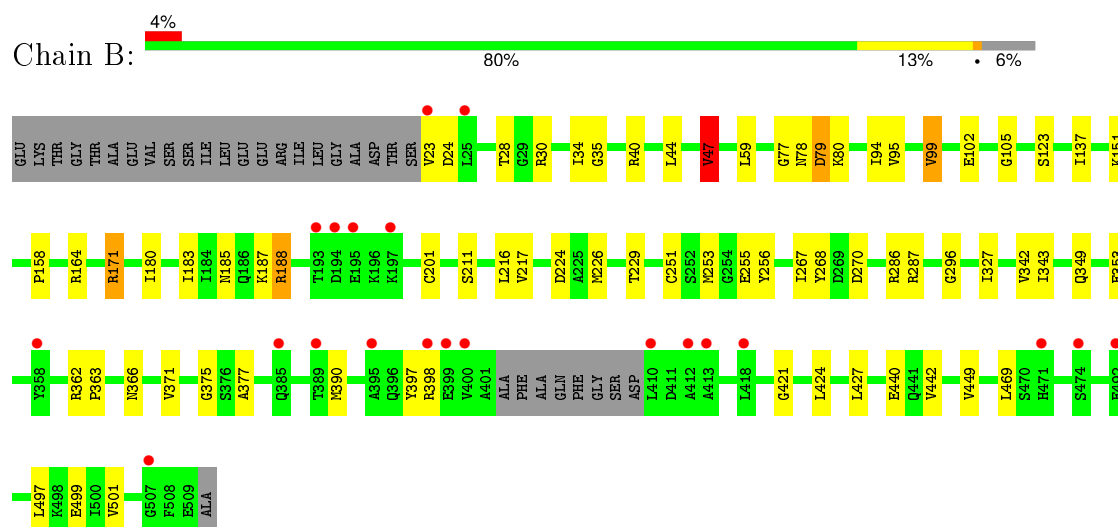 4%
Chain B:
80% 13% • 6%
GLU LYS THR GLY THR ALA GLU VAL SER SER ILE LEU GLU GLU ARG ILE LEU GLY ALA ASP THR SER V23 D24 L25 T28 G29 R30 I34 G35 R40 L44 V47 L59 G77 N78 D79 K80 I94 V95 V99 E102 G105 S123 I137 K151
P158 R164 R171 I180 I183 I184 N185 Q186 K187 R188 T193 D194 E195 K196 K197 C201 S211 L216 V217 D224 A225 M226 T229 C251 S252 M253 G254 E255 Y256 I267 Y268 D269 D270 R286 R287 G296 I327 V342 I343 Q349 E353
Y358 R362 P363 N366 V371 G375 S376 A377 Q385 T389 M390 A395 Q396 Y397 R398 E399 V400 A401 ALA PHE ALA GLN PHE GLY SER ASP L410 D411 A412 A413 L418 G421 L424 L427 E440 Q441 V442 V449 L469 S470 H471 S474 E492
L497 K498 E499 I500 V501 G507 F508 E509 ALA